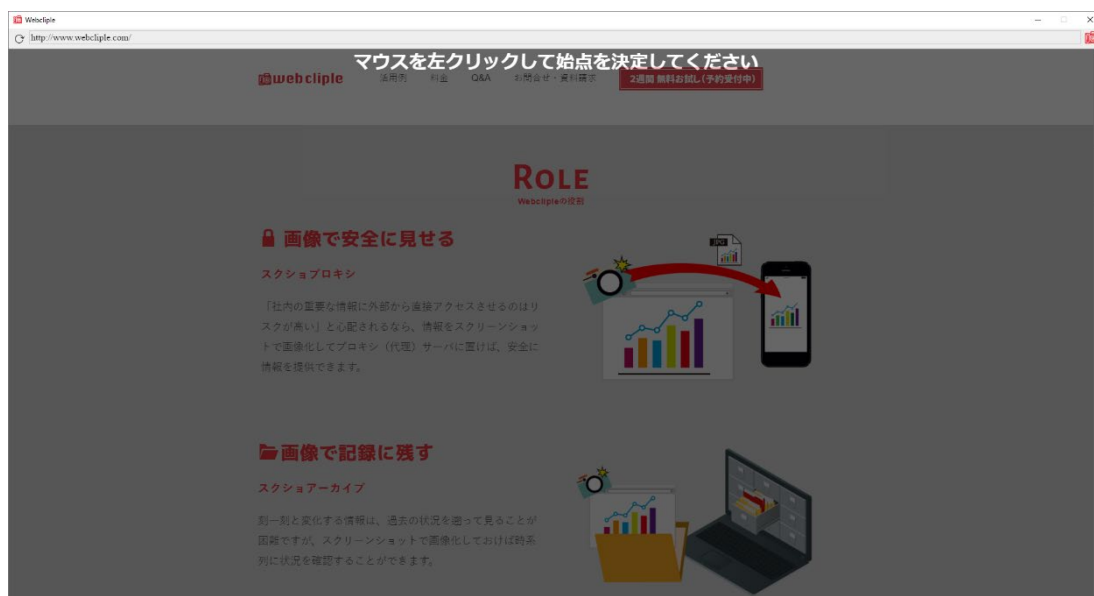 Webcliple
http://www.webcliple.com/
マウスを左クリックして始点を決定してください
webcliple 活用例 料金 Q&A お問合せ・資料請求 2週間 無料お試し(予約受付中)
ROLE
Webclipleの役割
画像で安全に見せる
スクショプロキシ
「社内の重要な情報に外部から直接アクセスさせるのはリ
スクが高い」と心配されるなら、情報をスクリーンショッ
トで画像化してプロキシ（代理）サーバに置けば、安全に
情報を提供できます。
JPG
画像で記録に残す
スクショアーカイブ
刻一刻と変化する情報は、過去の状況を遡って見ることが
困難ですが、スクリーンショットで画像化しておけば時系
列に状況を確認することができます。